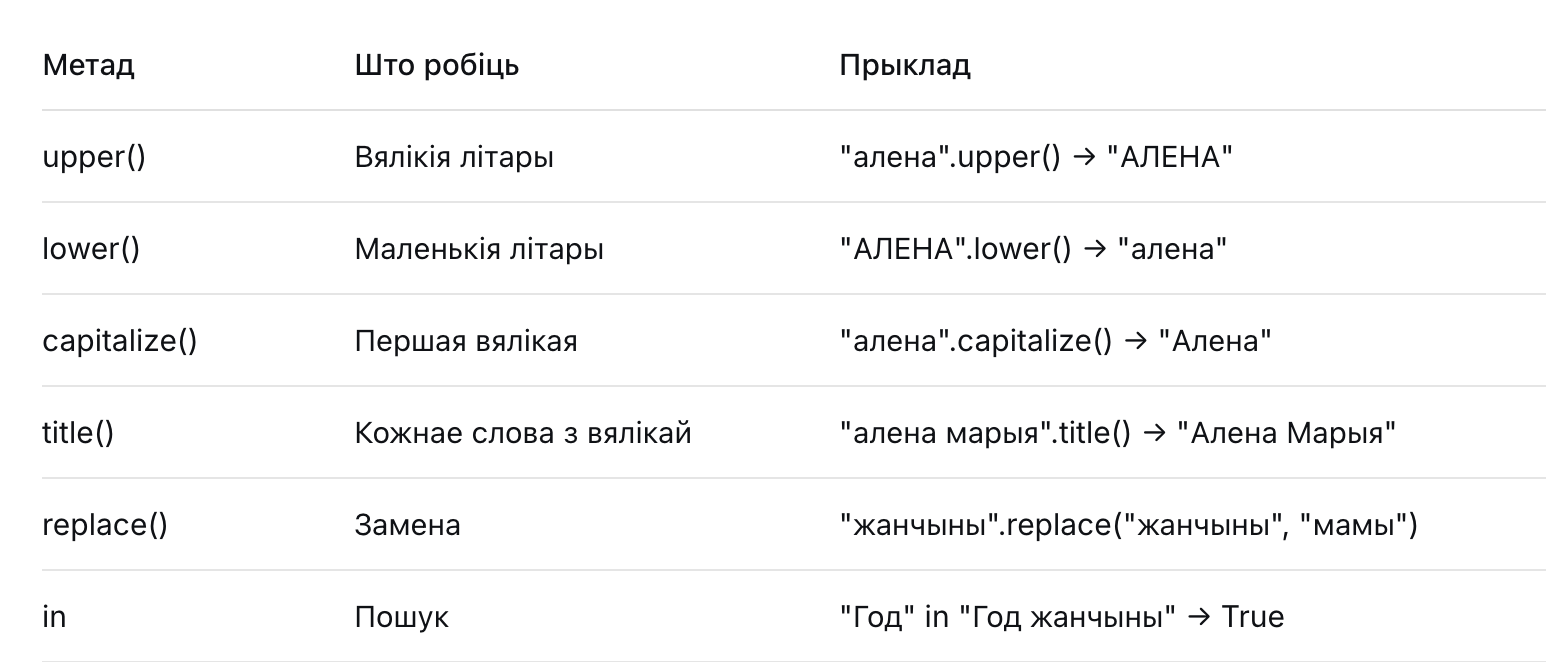 Метад Што робіць Прыклад
upper() Вялікія літары "алена".upper() → "АЛЕНА"
lower() Маленькія літары "АЛЕНА".lower() → "алена"
capitalize() Першая вялікая "алена".capitalize() → "Алена"
title() Кожнае слова з вялікай "алена марыя".title() → "Алена Марыя"
replace() Замена "жанчыны".replace("жанчыны", "мамы")
in Пошук "Год" in "Год жанчыны" → True